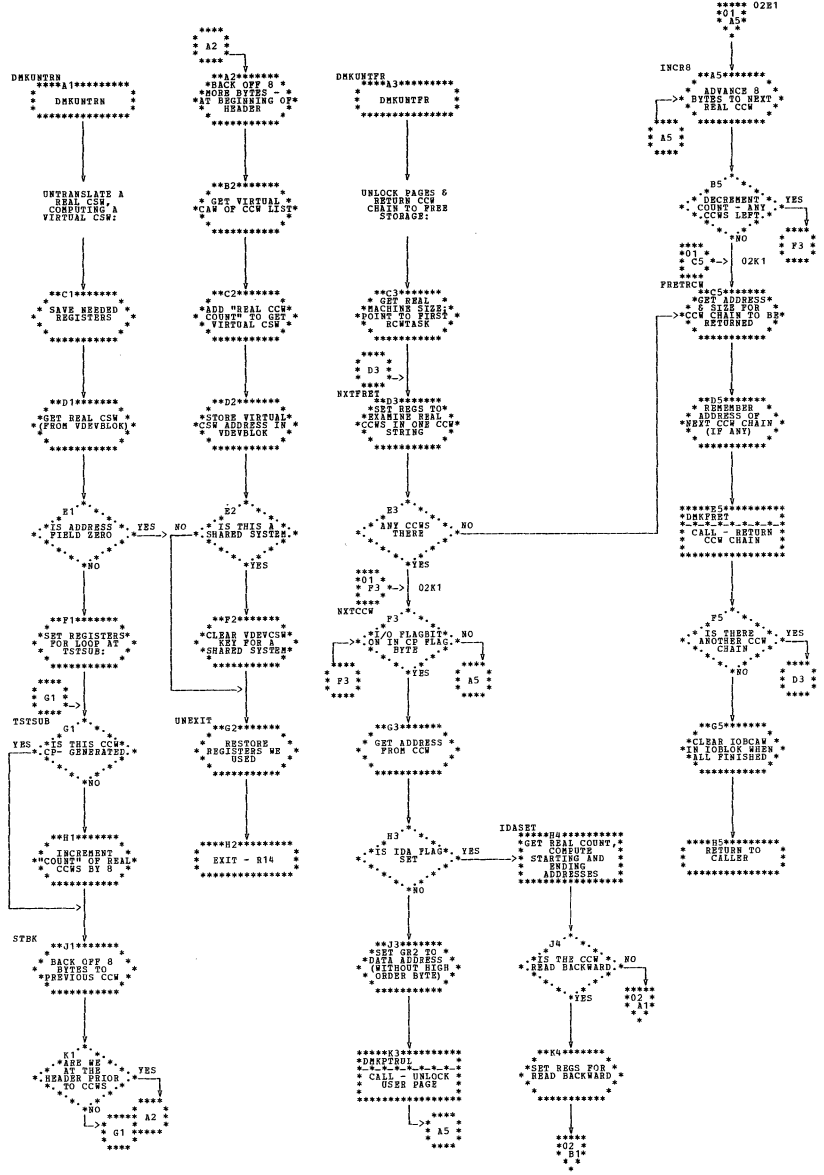 DMKUNTRN
A1
DMKUNTRN
UNTRANSLATE A
REAL CSW,
COMPUTING A
VIRTUAL CSW:
C1
SAVE NEEDED
REGISTERS
D1
GET REAL CSW
(FROM VDEVBLOK)
E1
IS ADDRESS
FIELD ZERO
YES
NO
F1
SET REGISTERS
FOR LOOP AT
TSTSUB:
G1
TSTSUB
G1
IS THIS CCW
CP- GENERATED
YES
NO
H1
INCREMENT
"COUNT" OF REAL
CCWS BY 8
STBK
J1
BACK OFF 8
BYTES TO
PREVIOUS CCW
K1
ARE WE
AT THE
HEADER PRIOR
TO CCWS
YES
NO
A2
G1
A2
A2
BACK OFF 8
MORE BYTES -
AT BEGINNING OF
HEADER
B2
GET VIRTUAL
CAW OF CCW LIST
C2
ADD "REAL CCW
COUNT" TO GET
VIRTUAL CSW
D2
STORE VIRTUAL
CSW ADDRESS IN
VDEVBLOK
E2
IS THIS A
SHARED SYSTEM
NO
YES
F2
CLEAR VDEVCSW
KEY FOR A
SHARED SYSTEM
UNEXIT
G2
RESTORE
REGISTERS WE
USED
H2
EXIT - R14
DMKUNTFR
A3
DMKUNTFR
UNLOCK PAGES &
RETURN CCW
CHAIN TO FREE
STORAGE:
C3
GET REAL
MACHINE SIZE;
POINT TO FIRST
RCWTASK
D3
NXTFRET
D3
SET REGS TO
EXAMINE REAL
CCWS IN ONE CCW
STRING
E3
ANY CCWS
THERE
NO
YES
01
F3
02K1
NXTCCW
F3
I/O FLAGBIT
ON IN CP FLAG
BYTE
NO
YES
F3
A5
G3
GET ADDRESS
FROM CCW
H3
IS IDA FLAG
SET
YES
NO
J3
SET GR2 TO
DATA ADDRESS
(WITHOUT HIGH
ORDER BYTE)
K3
DMKPTRUL
CALL - UNLOCK
USER PAGE
A5
IDASET
H4
GET REAL COUNT,
COMPUTE
STARTING AND
ENDING
ADDRESSES
J4
IS THE CCW
READ BACKWARD
NO
YES
02
A1
K4
SET REGS FOR
READ BACKWARD
02
B1
01
A5
02E1
INCR8
A5
ADVANCE 8
BYTES TO NEXT
REAL CCW
A5
B5
DECREMENT
COUNT - ANY
CCWS LEFT
YES
NO
F3
01
C5
02K1
FRETRCW
C5
GET ADDRESS
& SIZE FOR
CCW CHAIN TO BE
RETURNED
D5
REMEMBER
ADDRESS OF
NEXT CCW CHAIN
(IF ANY)
E5
DMKFRET
CALL - RETURN
CCW CHAIN
F5
IS THERE
ANOTHER CCW
CHAIN
YES
NO
D3
G5
CLEAR IOBCAW
IN IOBLOK WHEN
ALL FINISHED
H5
RETURN TO
CALLER